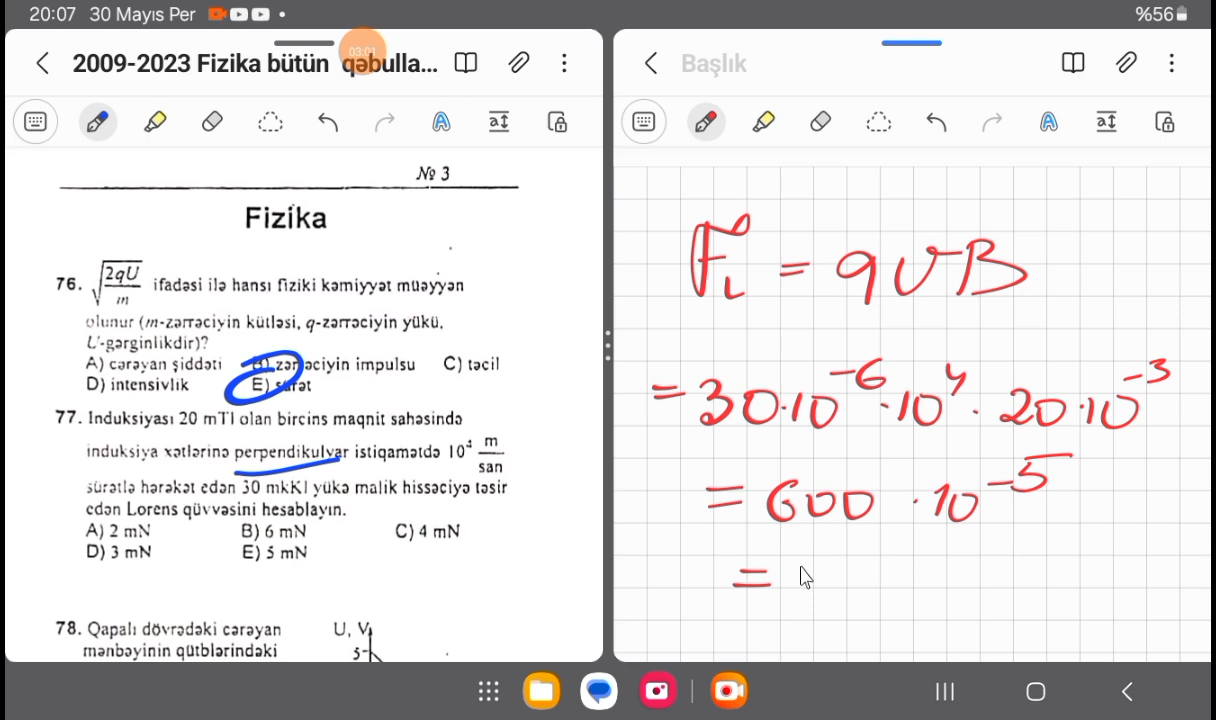 20:07 30 Mayıs Per
%56
03:01
2009-2023 Fizika bütün qəbulla...
Başlık
№ 3
Fizika
76. √2qU/m ifadəsi ilə hansı fiziki kəmiyyət müəyyən
olunur (m-zərrəciyin kütləsi, q-zərrəciyin yükü,
U-gərginlikdir)?
A) cərəyan şiddəti B) zərrəciyin impulsu C) təcil
D) intensivlik E) sürət
77. Induksiyası 20 mTl olan bircins maqnit sahəsində
induksiya xətlərinə perpendikulyar istiqamətdə 10⁴ m/san
sürətlə hərəkət edən 30 mkKl yükə malik hissəciyə təsir
edən Lorens qüvvəsini hesablayın.
A) 2 mN B) 6 mN C) 4 mN
D) 3 mN E) 5 mN
78. Qapalı dövrədəki cərəyan U, V
mənbəyinin qütblərindəki 5
F_L = qυB
= 30·10⁻⁶·10⁴·20·10⁻³
= 600·10⁻⁵
=